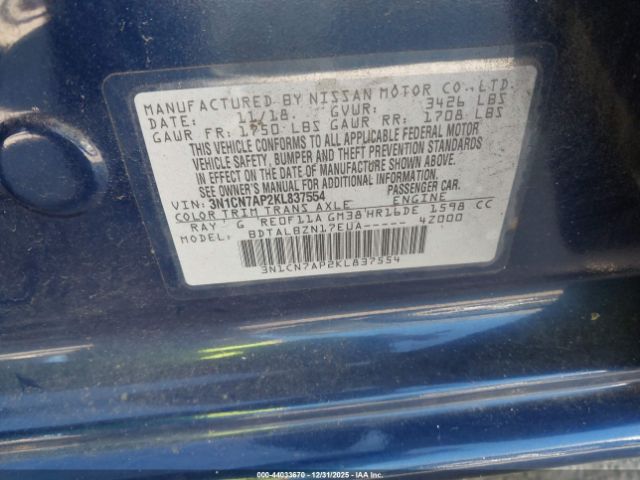 MANUFACTURED BY NISSAN MOTOR CO., LTD.
DATE: 11/18. GVWR: 3426 LBS
GAWR FR: 1750 LBS GAWR RR: 1708 LBS
THIS VEHICLE CONFORMS TO ALL APPLICABLE FEDERAL MOTOR
VEHICLE SAFETY, BUMPER AND THEFT PREVENTION STANDARDS
IN EFFECT ON THE DATE OF MANUFACTURE SHOWN ABOVE.
SEE OWNER'S MANUAL FOR ADDITIONAL INFORMATION.
VIN: 3N1CN7AP2KL837554 PASSENGER CAR.
COLOR TRIM TRANS AXLE ENGINE
RAY G RE0F11A GM38 HR16DE 1598 CC
MODEL: BDTALBZN17EUA----- 42000
3N1CN7AP2KL837554
000-44033670 - 12/31/2025 - IAAI.COM